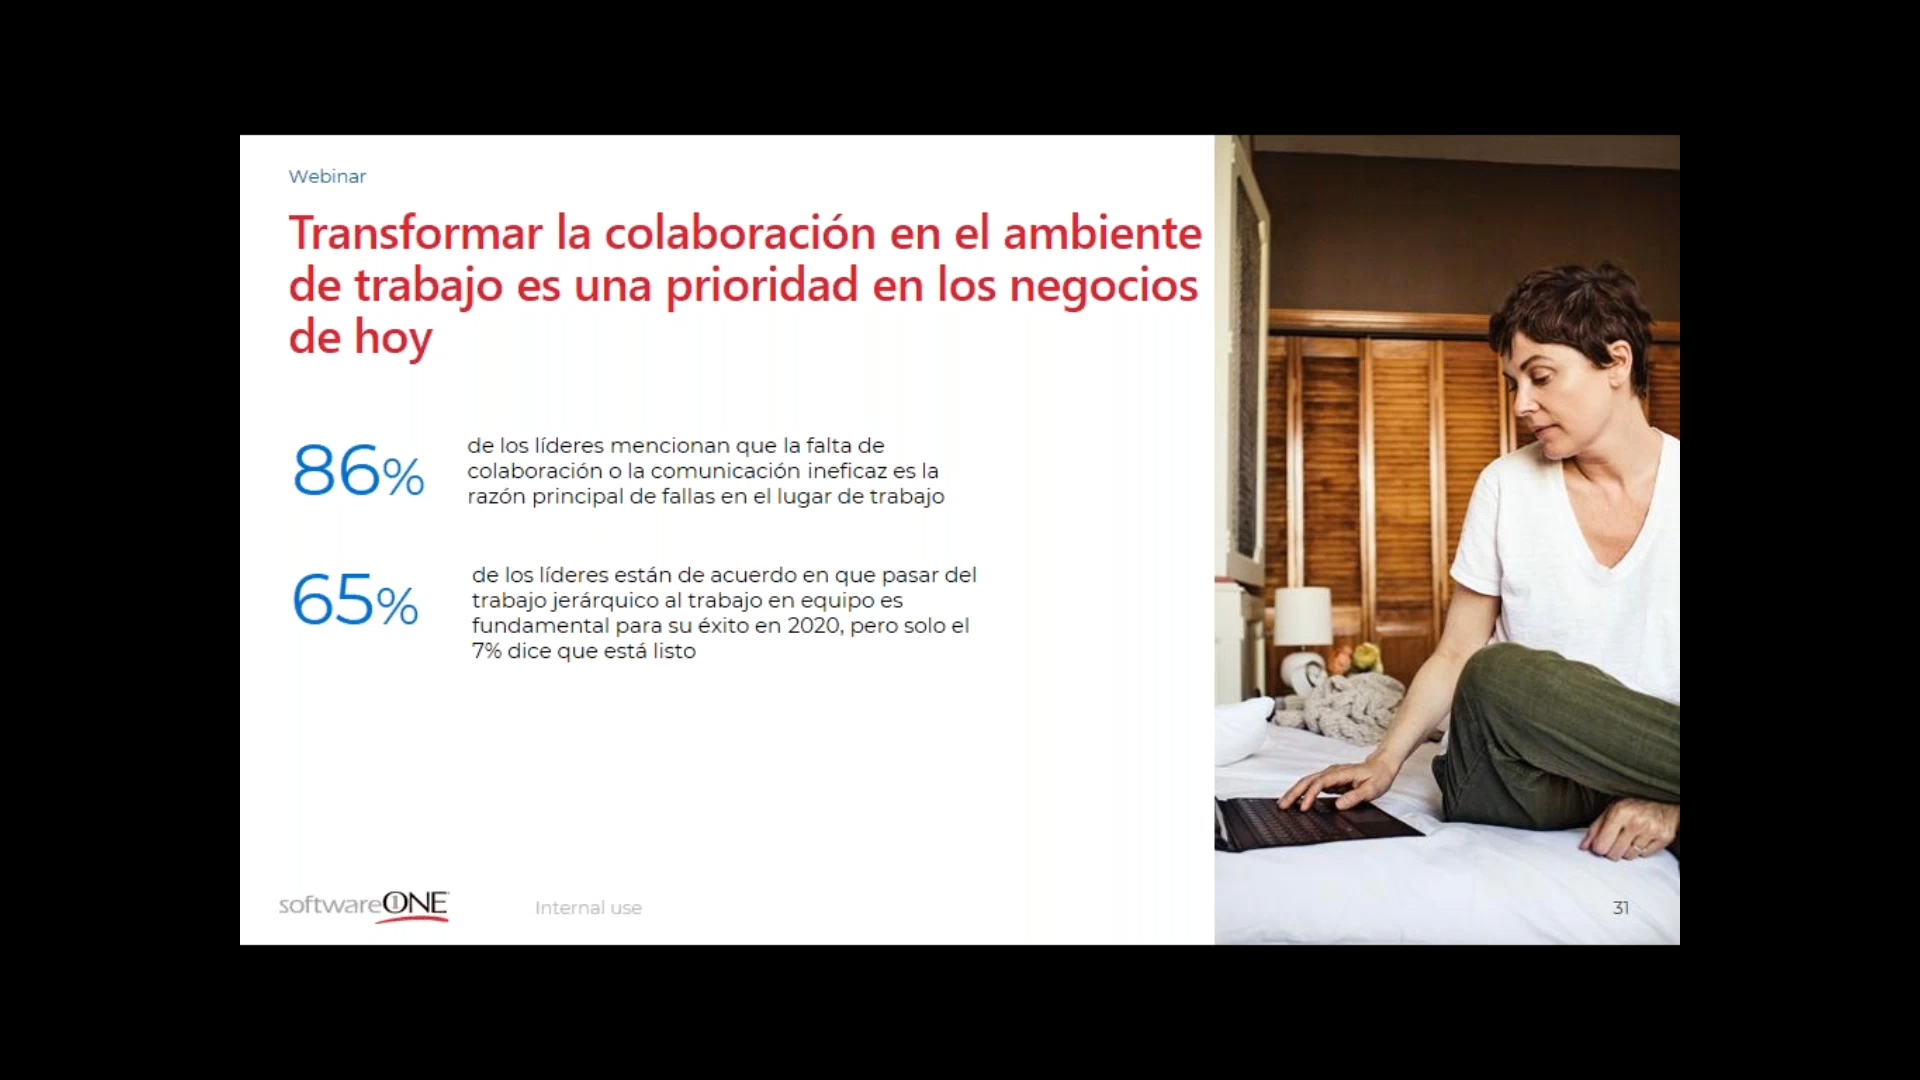 Webinar
Transformar la colaboración en el ambiente
de trabajo es una prioridad en los negocios
de hoy
86%
de los líderes mencionan que la falta de
colaboración o la comunicación ineficaz es la
razón principal de fallas en el lugar de trabajo
65%
de los líderes están de acuerdo en que pasar del
trabajo jerárquico al trabajo en equipo es
fundamental para su éxito en 2020, pero solo el
7% dice que está listo
softwareONE
Internal use
31